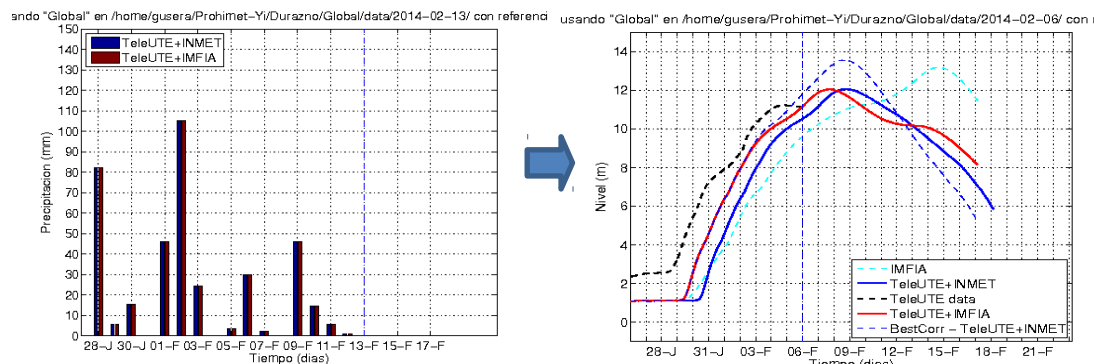 ando "Global" en /home/gusera/Prohimet-Yi/Durazno/Global/data/2014-02-13/ con referenci
150
140
130
120
110
100
90
80
70
60
50
40
30
20
10
0
Precipitacion (mm)
TeleUTE+INMET
TeleUTE+IMFIA
28-J 30-J 01-F 03-F 05-F 07-F 09-F 11-F 13-F 15-F 17-F
Tiempo (dias)
usando "Global" en /home/gusera/Prohimet-Yi/Durazno/Global/data/2014-02-06/ con r
14
12
10
8
6
4
2
0
Nivel (m)
IMFIA
TeleUTE+INMET
TeleUTE data
TeleUTE+IMFIA
BestCorr - TeleUTE+INMET
28-J 31-J 03-F 06-F 09-F 12-F 15-F 18-F 21-F
Tiempo (dias)